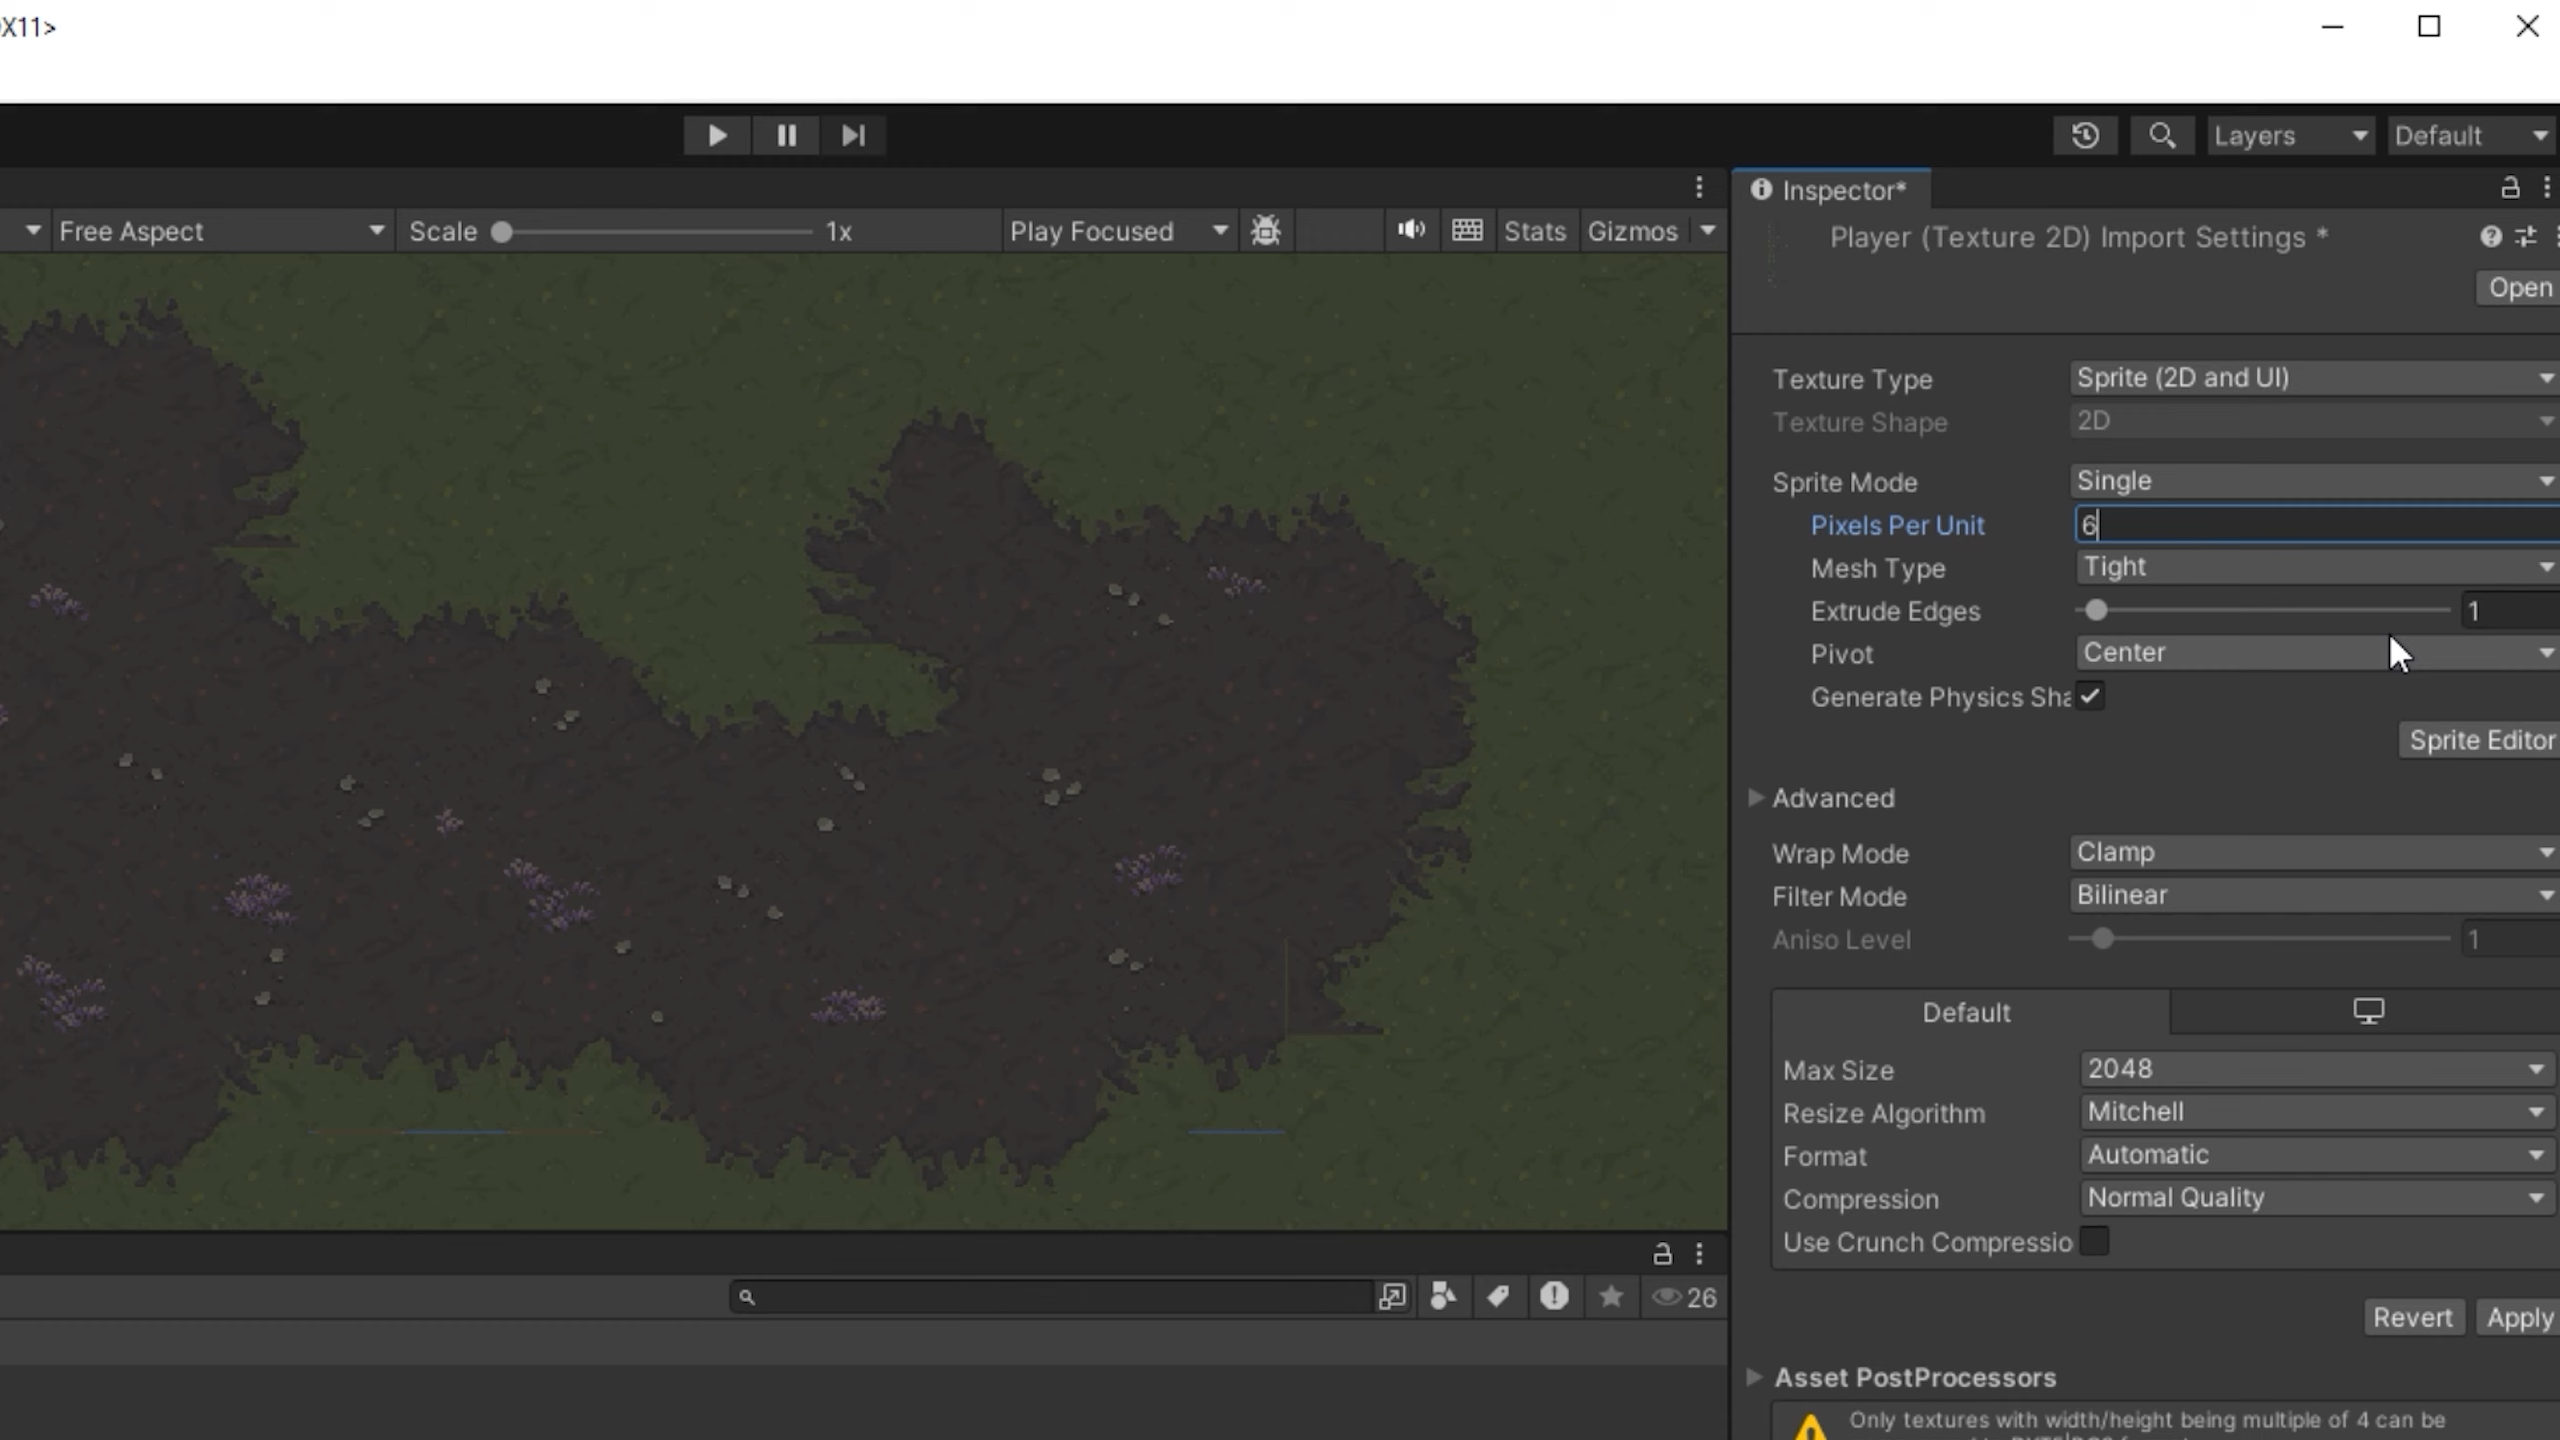 X11>
Layers
Default
Inspector*
Free Aspect
Scale
1x
Play Focused
Stats
Gizmos
Player (Texture 2D) Import Settings *
Open
Texture Type
Sprite (2D and UI)
Texture Shape
2D
Sprite Mode
Single
Pixels Per Unit
6
Mesh Type
Tight
Extrude Edges
1
Pivot
Center
Generate Physics Sha
Sprite Editor
Advanced
Wrap Mode
Clamp
Filter Mode
Bilinear
Aniso Level
1
Default
Max Size
2048
Resize Algorithm
Mitchell
Format
Automatic
Compression
Normal Quality
Use Crunch Compressio
26
Revert
Apply
Asset PostProcessors
Only textures with width/height being multiple of 4 can be